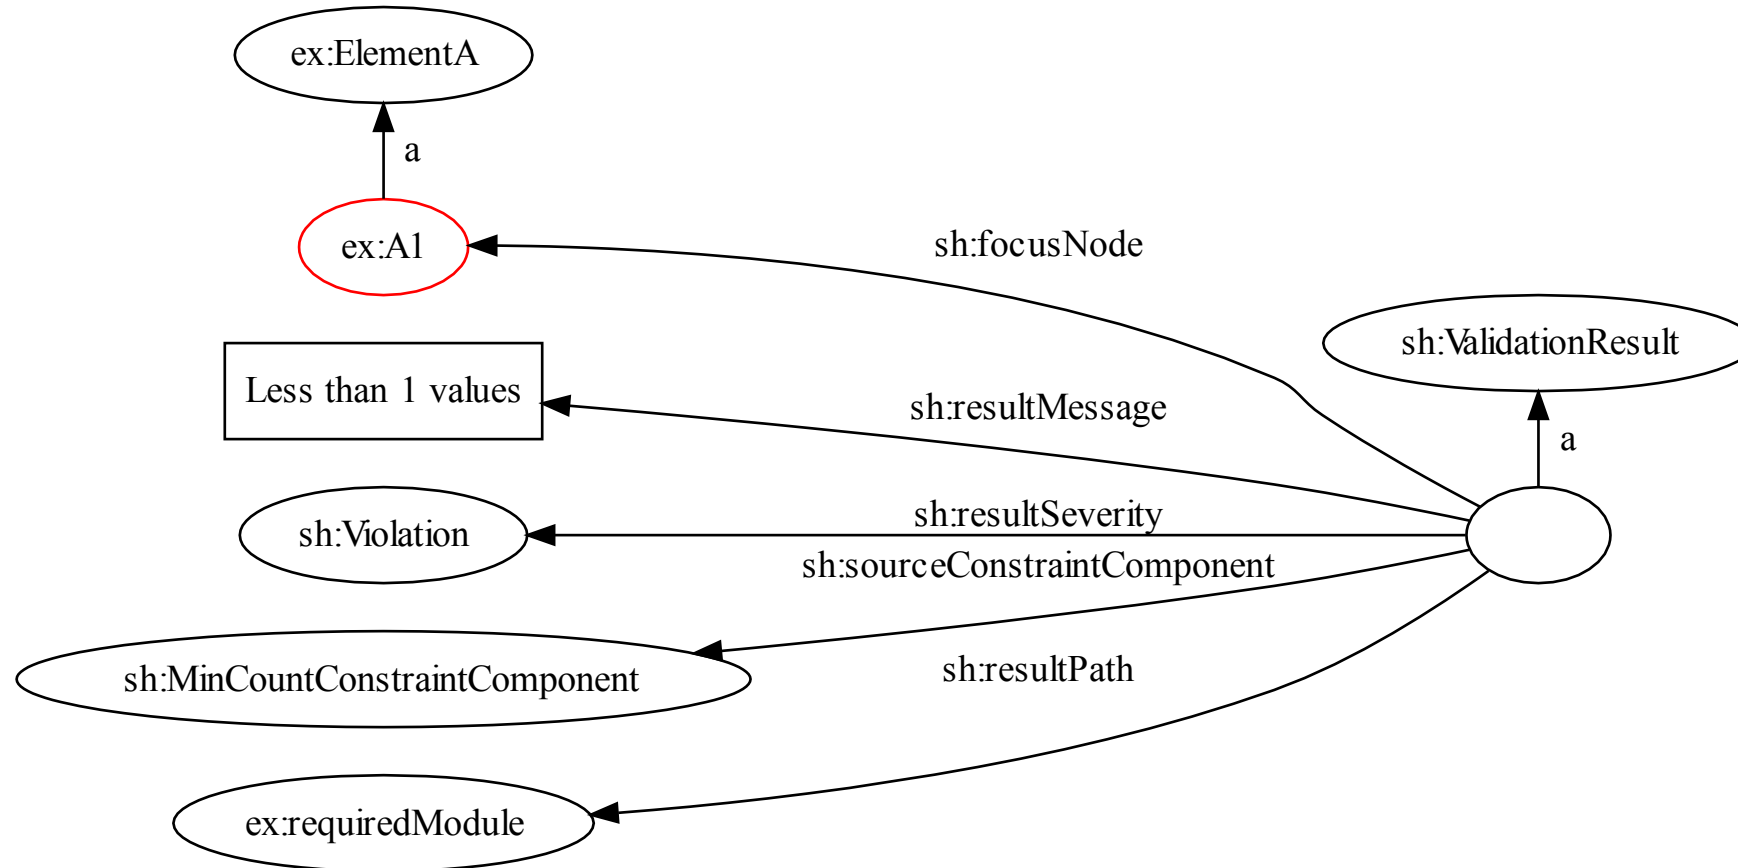 ex:ElementA
a
ex:A1
sh:focusNode
sh:ValidationResult
Less than 1 values
sh:resultMessage
a
sh:Violation
sh:resultSeverity
sh:sourceConstraintComponent
sh:MinCountConstraintComponent
sh:resultPath
ex:requiredModule